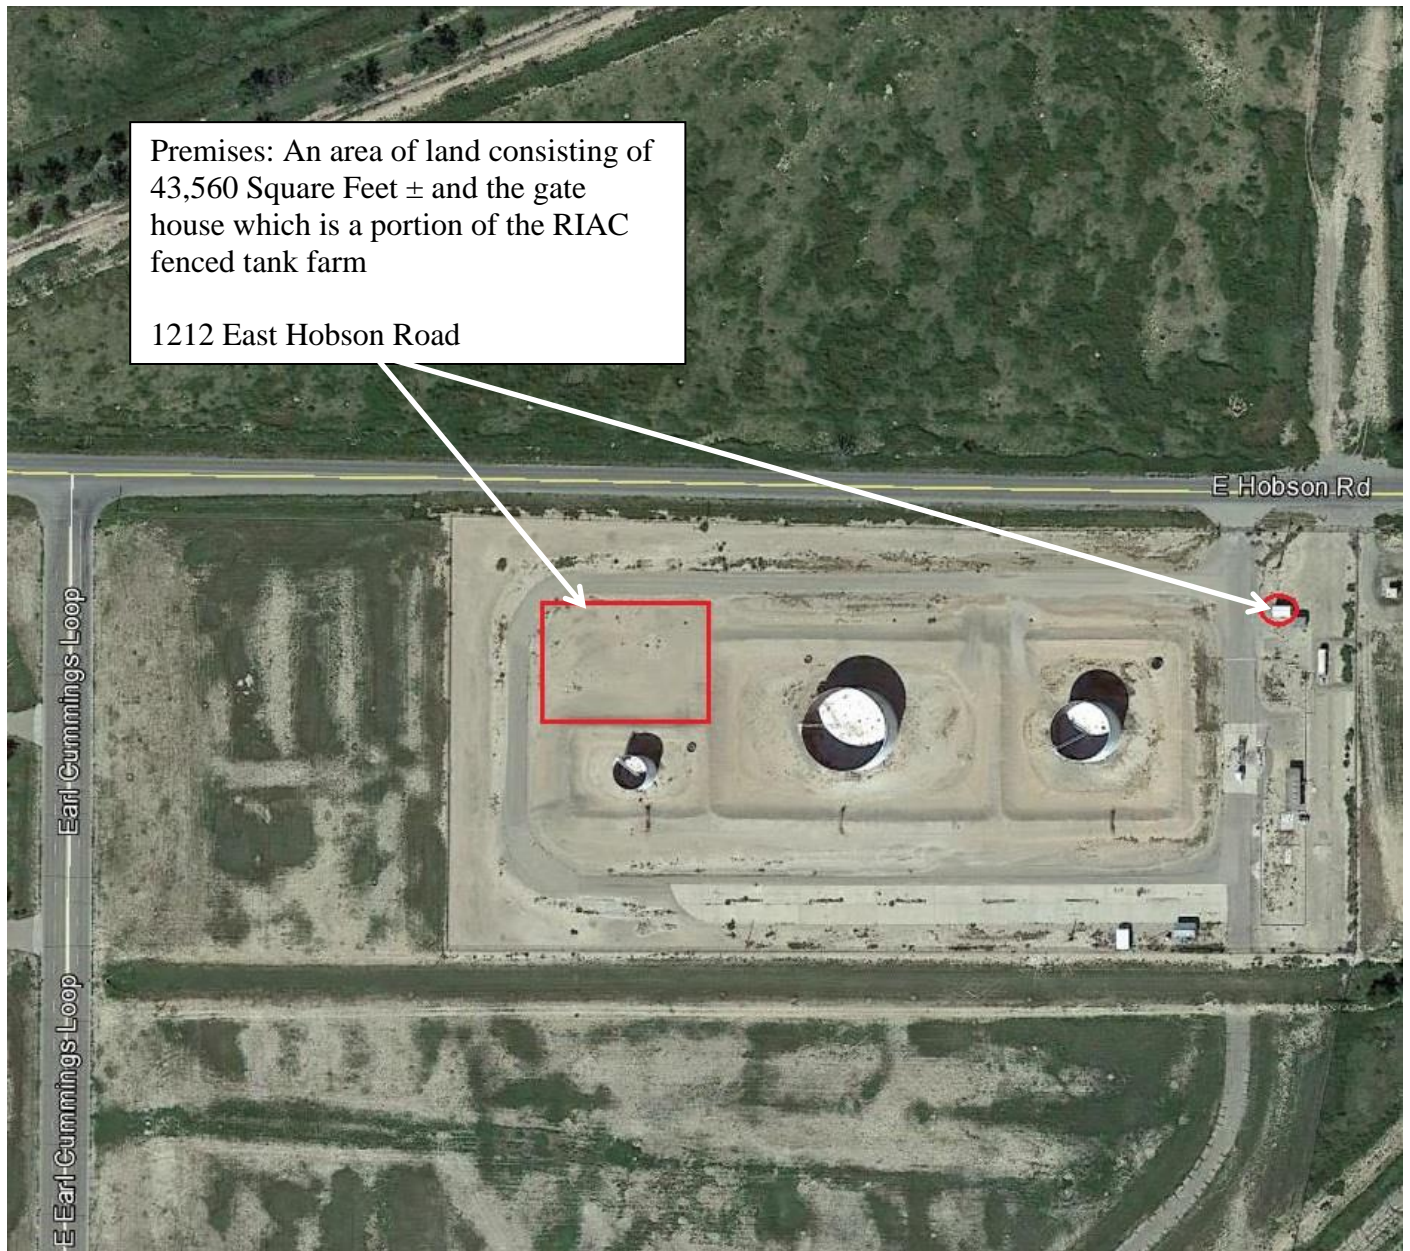 Premises: An area of land consisting of
43,560 Square Feet ± and the gate
house which is a portion of the RIAC
fenced tank farm
1212 East Hobson Road
E Hobson Rd
Earl Cummings Loop
E Earl Cummings Loop